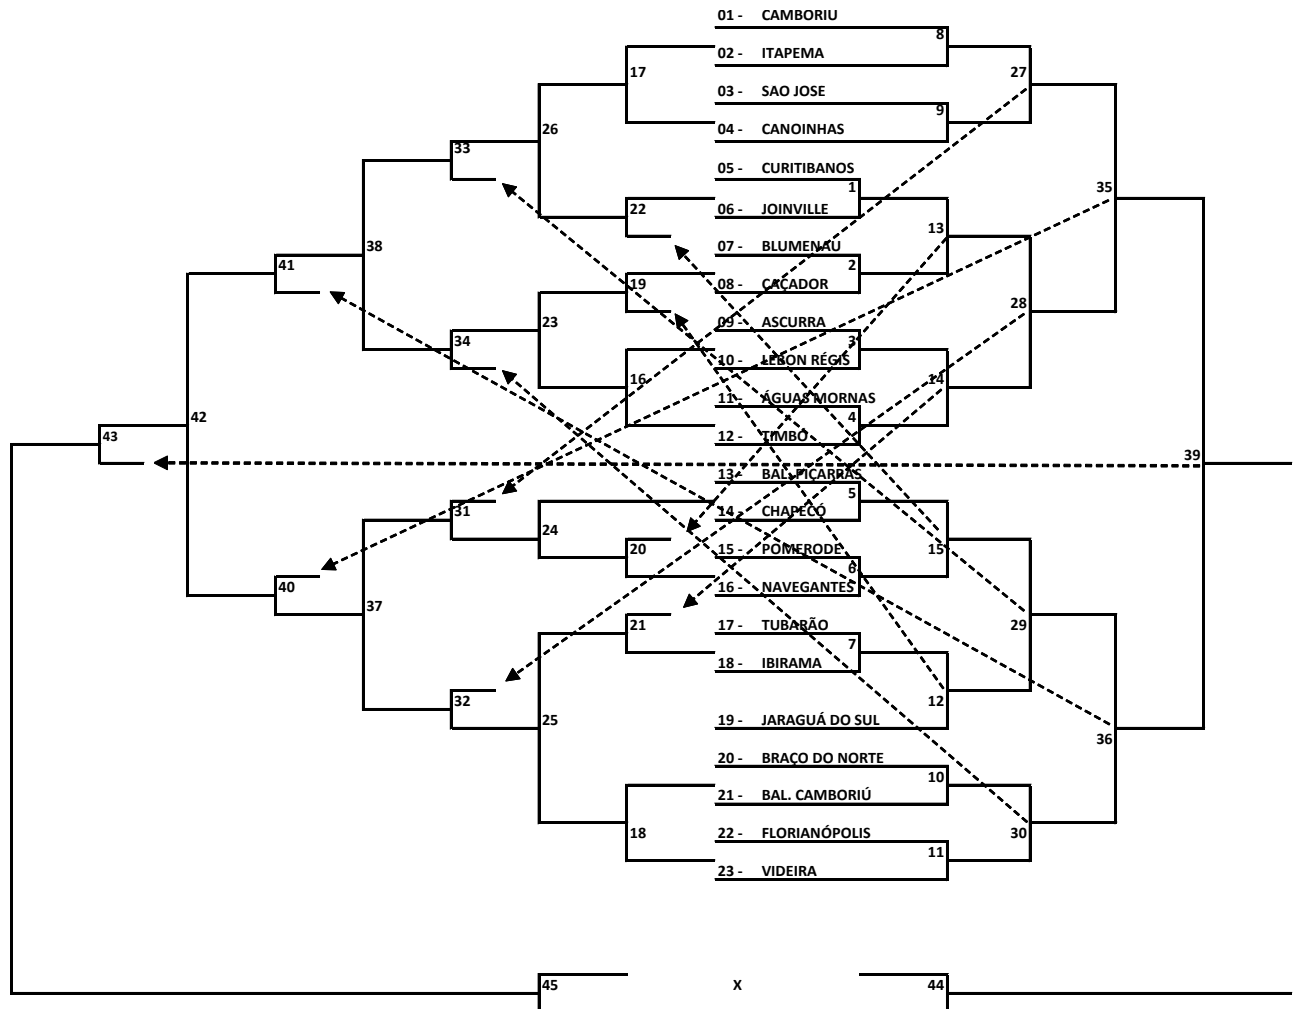 01 - CAMBORIU
8
02 - ITAPEMA
17
27
03 - SAO JOSE
9
26
04 - CANOINHAS
33
05 - CURITIBANOS
1
35
22
06 - JOINVILLE
13
38
07 - BLUMENAU
41
2
19
08 - CAÇADOR
28
23
09 - ASCURRA
34
3
10 - LEBON RÉGIS
16
14
11 - ÁGUAS MORNAS
42
4
43
12 - TIMBÓ
39
13 - BAL. PIÇARRAS
5
31
14 - CHAPECÓ
24
20
15 - POMERODE
15
6
40
16 - NAVEGANTES
37
21
17 - TUBARÃO
29
7
18 - IBIRAMA
32
12
25
19 - JARAGUÁ DO SUL
36
20 - BRAÇO DO NORTE
10
21 - BAL. CAMBORIÚ
18
22 - FLORIANÓPOLIS
30
11
23 - VIDEIRA
45 X 44